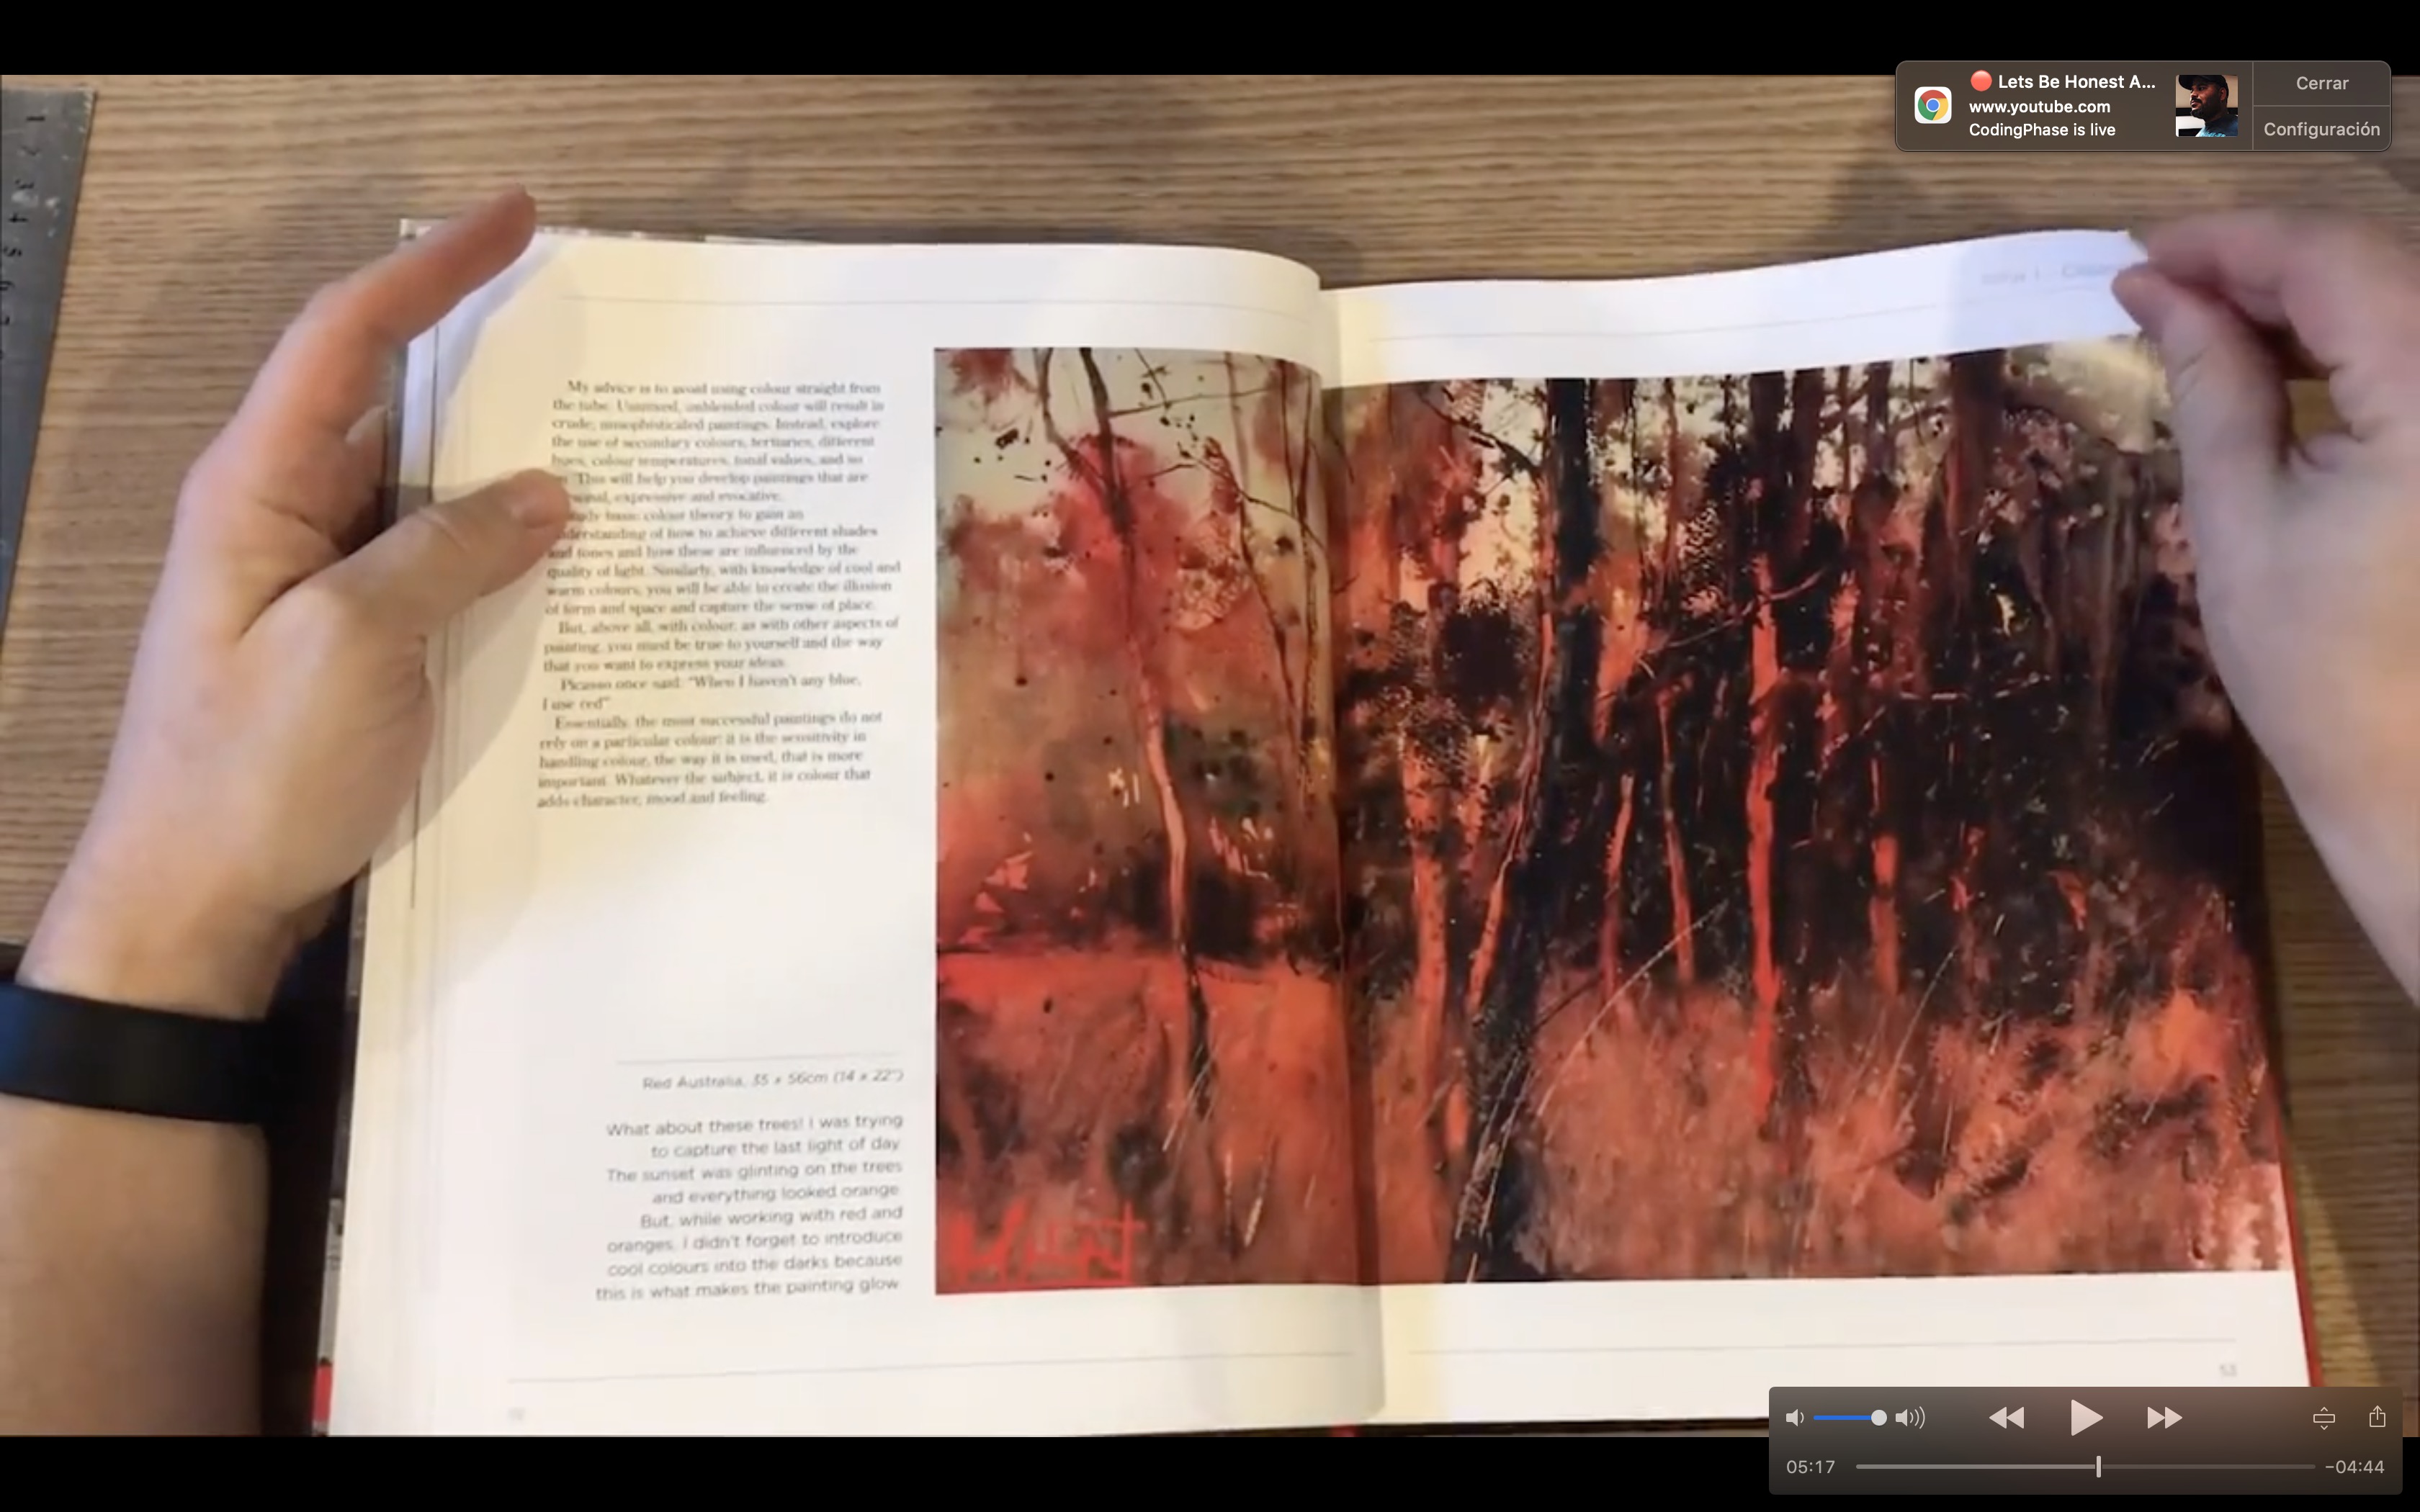 Lets Be Honest A...
www.youtube.com
CodingPhase is live
Cerrar
Configuración
My advice is to avoid using colour straight from
the tube. Unmixed, unblended colour will result in
crude, unsophisticated paintings. Instead, explore
the use of secondary colours, tertiaries, different
hues, colour temperatures, tonal values, and so
This will help you develop paintings that are
expressive and evocative.
basic colour theory to gain an
understanding of how to achieve different shades
and tones and how these are influenced by the
quality of light. Similarly, with knowledge of cool and
warm colours, you will be able to create the illusion
of form and space and capture the sense of place.
But, above all, with colour, as with other aspects of
painting, you must be true to yourself and the way
that you want to express your ideas.
Picasso once said: "When I haven't any blue,
I use red"
Essentially, the most successful paintings do not
rely on a particular colour; it is the sensitivity in
handling colour, the way it is used, that is more
important. Whatever the subject, it is colour that
adds character, mood and feeling.
Red Australia, 35 x 56cm (14 x 22")
What about these trees! I was trying
to capture the last light of day.
The sunset was glinting on the trees
and everything looked orange.
But, while working with red and
oranges, I didn't forget to introduce
cool colours into the darks because
this is what makes the painting glow.
53
05:17
-04:44